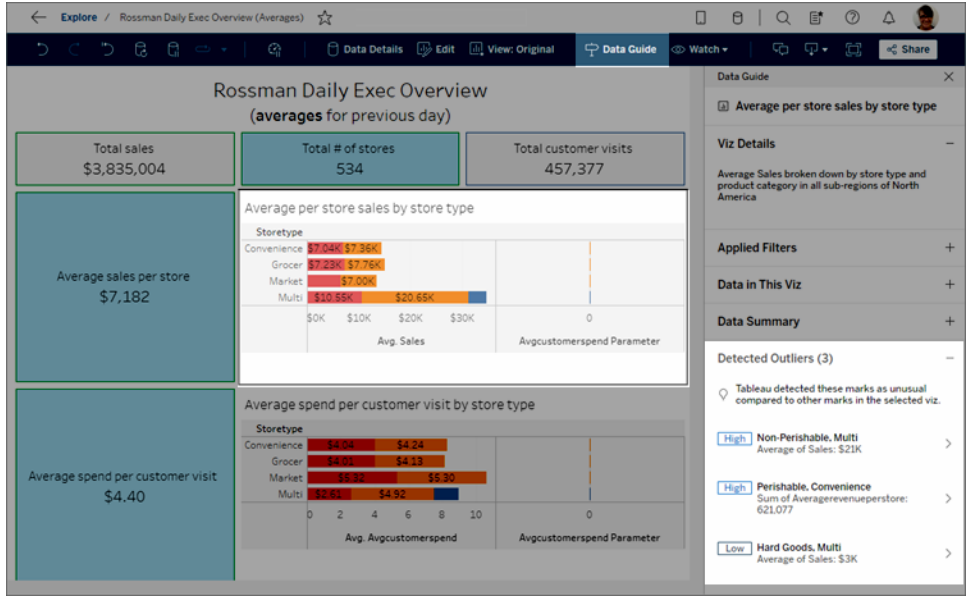 Explore / Rossman Daily Exec Overview (Averages)
Data Details Edit View: Original Data Guide Watch Share
Rossman Daily Exec Overview
(averages for previous day)
Total sales
$3,835,004
Total # of stores
534
Total customer visits
457,377
Average sales per store
$7,182
Average per store sales by store type
Storetype
Convenience $7.04K $7.36K 0
Grocer $7.23K $7.76K
Market $7.00K
Multi $10.55K $20.65K
$0K $10K $20K $30K 0
Avg. Sales Avgcustomerspend Parameter
Average spend per customer visit
$4.40
Average spend per customer visit by store type
Storetype
Convenience $4.04 $4.24
Grocer $4.01 $4.13
Market $5.32 $5.30
Multi $2.61 $4.92
0 2 4 6 8 10 0
Avg. Avgcustomerspend Avgcustomerspend Parameter
Data Guide
Average per store sales by store type
Viz Details
Average Sales broken down by store type and
product category in all sub-regions of North
America
Applied Filters
Data in This Viz
Data Summary
Detected Outliers (3)
Tableau detected these marks as unusual
compared to other marks in the selected viz.
High Non-Perishable, Multi
Average of Sales: $21K
High Perishable, Convenience
Sum of Averagerevenueperstore:
621,077
Low Hard Goods, Multi
Average of Sales: $3K